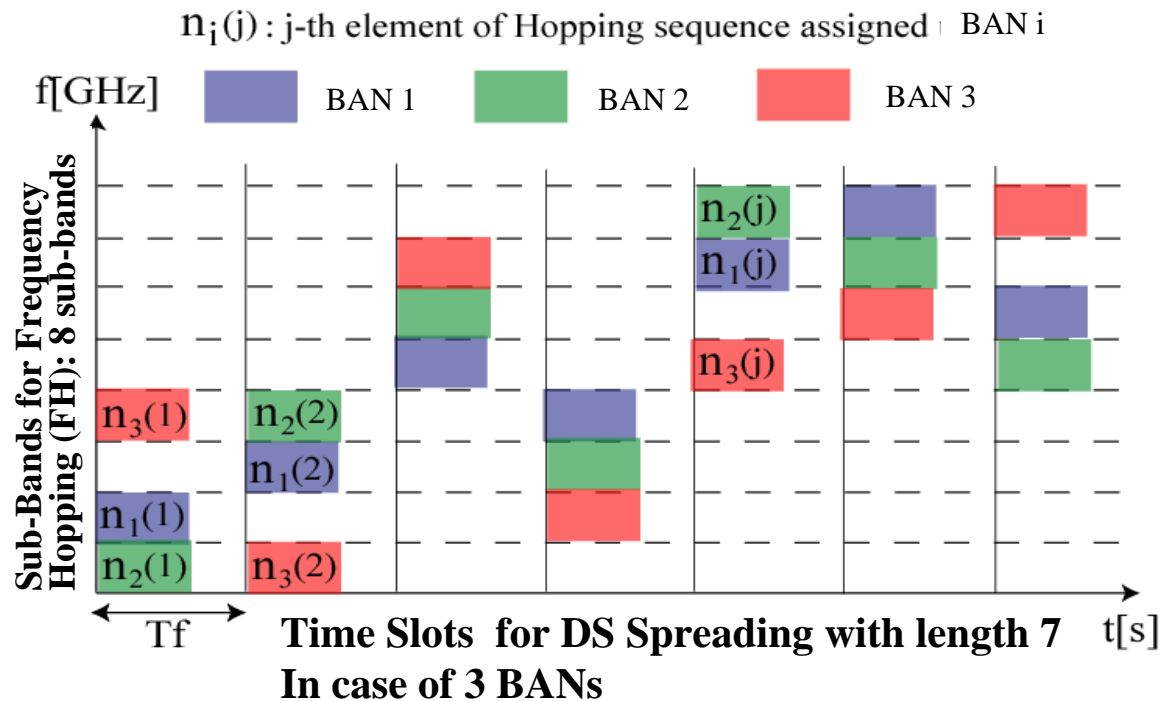 nᵢ(j) : j-th element of Hopping sequence assigned BAN i
f[GHz]
BAN 1
BAN 2
BAN 3
Sub-Bands for Frequency
Hopping (FH): 8 sub-bands
n₂(j)
n₁(j)
n₃(j)
n₃(1)
n₂(2)
n₁(2)
n₁(1)
n₂(1)
n₃(2)
Tf
Time Slots for DS Spreading with length 7
t[s]
In case of 3 BANs